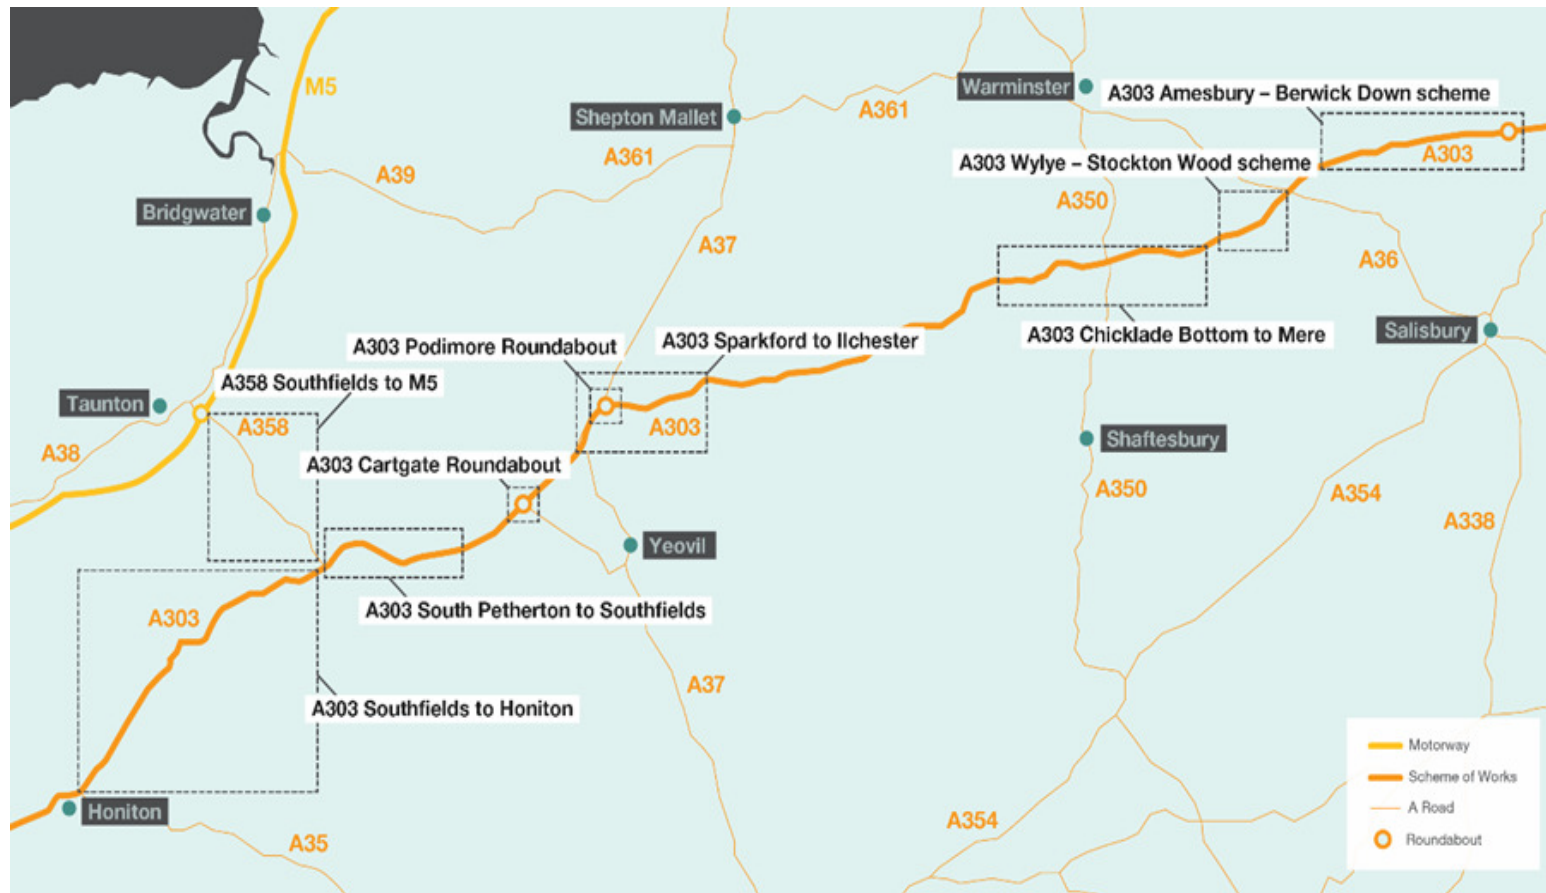 M5
Warminster
A303 Amesbury – Berwick Down scheme
Shepton Mallet
A361
A361
A303
A303 Wylye – Stockton Wood scheme
A39
A350
Bridgwater
A37
A36
A303 Chicklade Bottom to Mere
Salisbury
A303 Podimore Roundabout
A303 Sparkford to Ilchester
A358 Southfields to M5
Taunton
A358
A303
A38
A303 Cartgate Roundabout
Shaftesbury
A350
A354
A338
Yeovil
A303
A303 South Petherton to Southfields
A37
A303 Southfields to Honiton
Honiton
A35
A354
Motorway
Scheme of Works
A Road
Roundabout